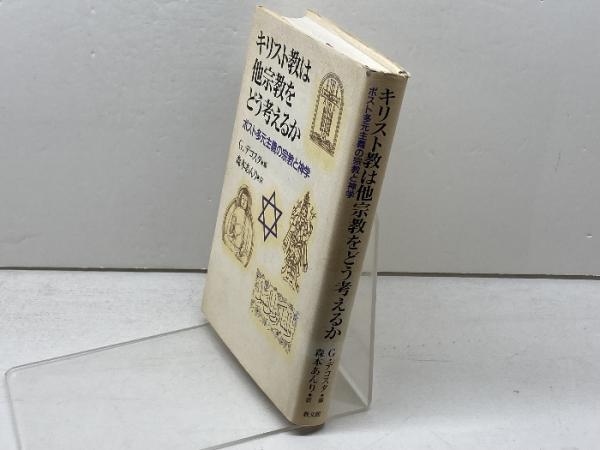 キリスト教は
他宗教を
どう考えるか
ポスト多元主義の宗教と神学
G・デコスタ●編
森本あんり●訳
キリスト教は他宗教をどう考えるか
ポスト多元主義の宗教と神学
G・デコスタ●編
森本あんり●訳
教文館